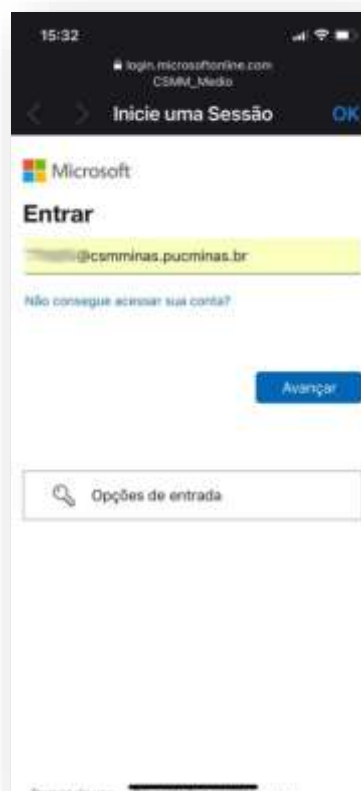 15:32
login.microsoftonline.com
CSMM_Medio
Inicie uma Sessão OK
Microsoft
Entrar
@csmminas.pucminas.br
Não consegue acessar sua conta?
Avançar
Opções de entrada